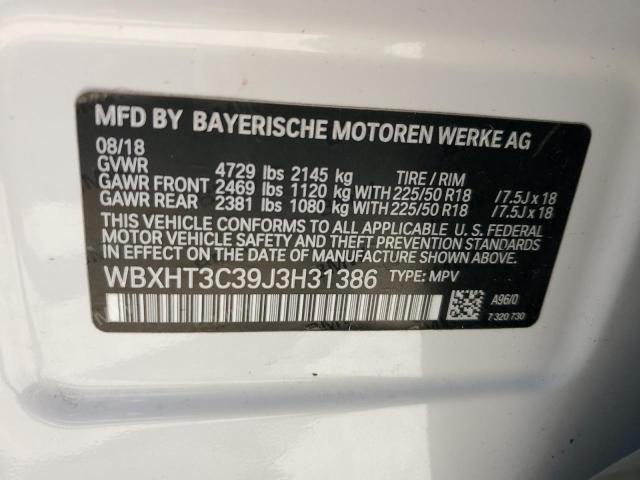 MFD BY BAYERISCHE MOTOREN WERKE AG
08/18
GVWR 4729 lbs 2145 kg TIRE / RIM
GAWR FRONT 2469 lbs 1120 kg WITH 225/50 R18 / 7.5J x 18
GAWR REAR 2381 lbs 1080 kg WITH 225/50 R18 / 7.5J x 18
THIS VEHICLE CONFORMS TO ALL APPLICABLE U.S. FEDERAL
MOTOR VEHICLE SAFETY AND THEFT PREVENTION STANDARDS
IN EFFECT ON THE DATE OF MANUFACTURE SHOWN ABOVE.
WBXHT3C39J3H31386 TYPE: MPV
A96/0
7 320 730